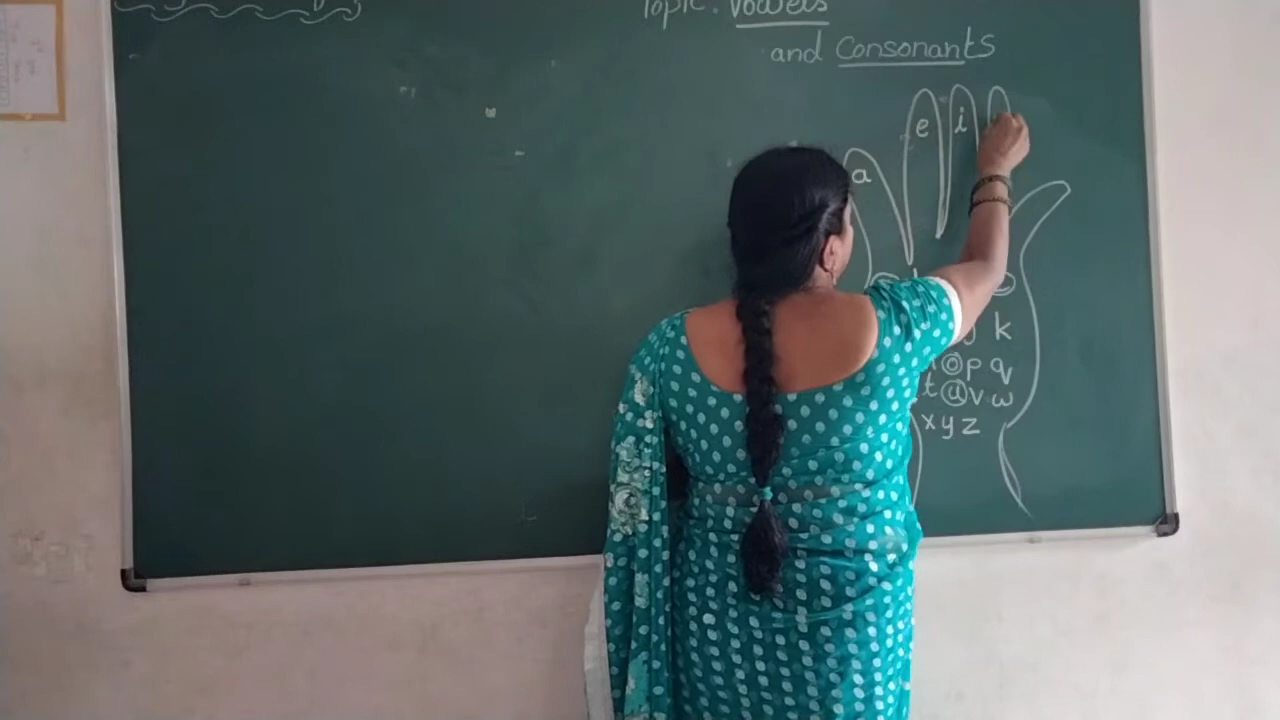 Topic: Vowels
and Consonants
e i
a
k
p q
t u v w
x y z